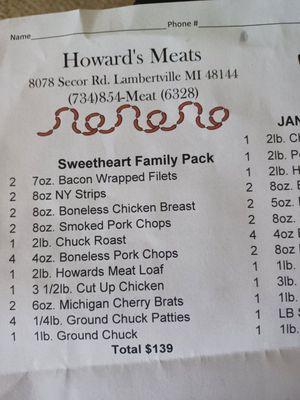 Name Phone #
Howard's Meats
8078 Secor Rd. Lambertville MI 48144
(734)854-Meat (6328)
Sweetheart Family Pack
2 7oz. Bacon Wrapped Filets
2 8oz NY Strips
2 8oz. Boneless Chicken Breast
2 8oz. Smoked Pork Chops
1 2lb. Chuck Roast
4 4oz. Boneless Pork Chops
1 2lb. Howards Meat Loaf
1 3 1/2lb. Cut Up Chicken
2 6oz. Michigan Cherry Brats
4 1/4lb. Ground Chuck Patties
1 1lb. Ground Chuck
Total $139
JAN
1 2lb. C
1 2lb. P
1 2lb. H
2 8oz.
2 5oz.
2 8oz.
4 4oz
2 8oz
1 1lb.
1 3lb.
1 1lb.
1 LB
1 1lb.